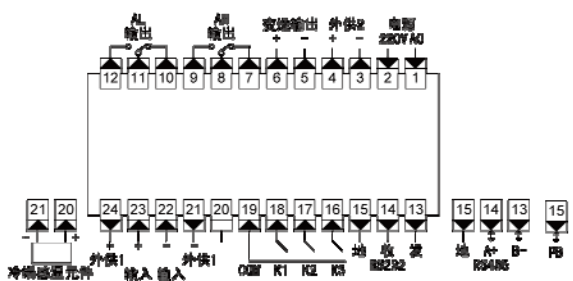 AL 输出 AH 输出 变送输出 外供2 电源
+ - + - 220V AC
12 11 10 9 8 7 6 5 4 3 2 1
21 20 24 23 22 21 20 19 18 17 16 15 14 13 15 14 13 15
- +
冷端感温元件 外供1 输入 输入 外供1 COM K1 K2 K3 地 收 发 地 A+ B- PB
RS232 RS485